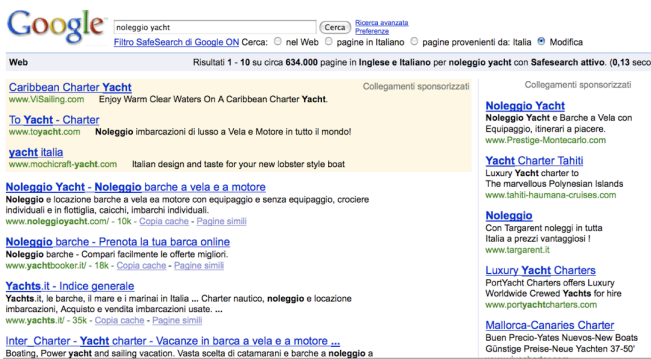 Google
noleggio yacht
Cerca
Ricerca avanzata
Preferenze
Filtro SafeSearch di Google ON Cerca: nel Web pagine in Italiano pagine provenienti da: Italia Modifica
Web
Risultati 1 - 10 su circa 634.000 pagine in Inglese e Italiano per noleggio yacht con Safesearch attivo. (0,13 seco
Collegamenti sponsorizzati
Caribbean Charter Yacht
www.ViSailing.com Enjoy Warm Clear Waters On A Caribbean Charter Yacht.
To Yacht - Charter
www.toyacht.com Noleggio imbarcazioni di lusso a Vela e Motore in tutto il mondo!
yacht italia
www.mochicraft-yacht.com Italian design and taste for your new lobster style boat
Noleggio Yacht - Noleggio barche a vela e a motore
Noleggio e locazione barche a vela ea motore con equipaggio e senza equipaggio, crociere
individuali e in flottiglia, caicchi, imbarchi individuali.
www.noleggioyacht.com/ - 10k - Copia cache - Pagine simili
Noleggio barche - Prenota la tua barca online
Noleggio barche - Compari facilmente le offerte migliori.
www.yachtbooker.it/ - 18k - Copia cache - Pagine simili
Yachts.it - Indice generale
Yachts.it, le barche, il mare e i marinai in Italia ... Charter nautico, noleggio e locazione
imbarcazioni, Acquisto e vendita imbarcazioni usate. ...
www.yachts.it/ - 35k - Copia cache - Pagine simili
Inter_Charter - Yacht charter - Vacanze in barca a vela e a motore ...
Boating, Power yacht and sailing vacation. Vasta scelta di catamarani e barche a noleggio a
Collegamenti sponsorizzati
Noleggio Yacht
Noleggio Yacht e Barche a Vela con
Equipaggio, itinerari a piacere.
www.Prestige-Montecarlo.com
Yacht Charter Tahiti
Luxury Yacht charter to
The marvellous Polynesian Islands
www.tahiti-haumana-cruises.com
Noleggio
Con Targarent noleggi in tutta
Italia a prezzi vantaggiosi !
www.targarent.it
Luxury Yacht Charters
PortYacht Charters offers Luxury
Worldwide Crewed Yachts for hire
www.portyachtcharters.com
Mallorca-Canaries Charter
Buen Precio-Yates Nuevos-New Boats
Günstige Preise-Neue Yachten 37-50'